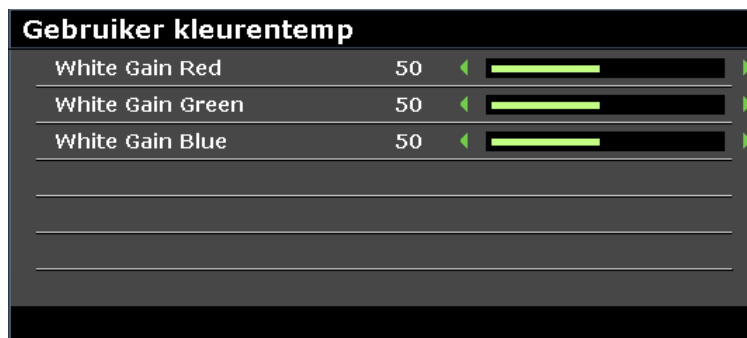 Gebruiker kleurentemp
White Gain Red 50
White Gain Green 50
White Gain Blue 50